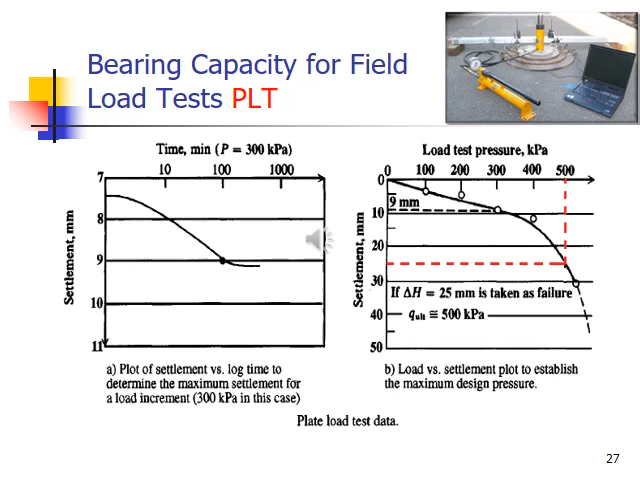 Bearing Capacity for Field
Load Tests PLT
Time, min (P = 300 kPa)
10 100 1000
7
8
9
10
11
Settlement, mm
a) Plot of settlement vs. log time to
determine the maximum settlement for
a load increment (300 kPa in this case)
Load test pressure, kPa
0 100 200 300 400 500
0
9 mm
10
20
30
40
50
Settlement, mm
If ΔH = 25 mm is taken as failure
qult ≅ 500 kPa
b) Load vs. settlement plot to establish
the maximum design pressure.
Plate load test data.
27